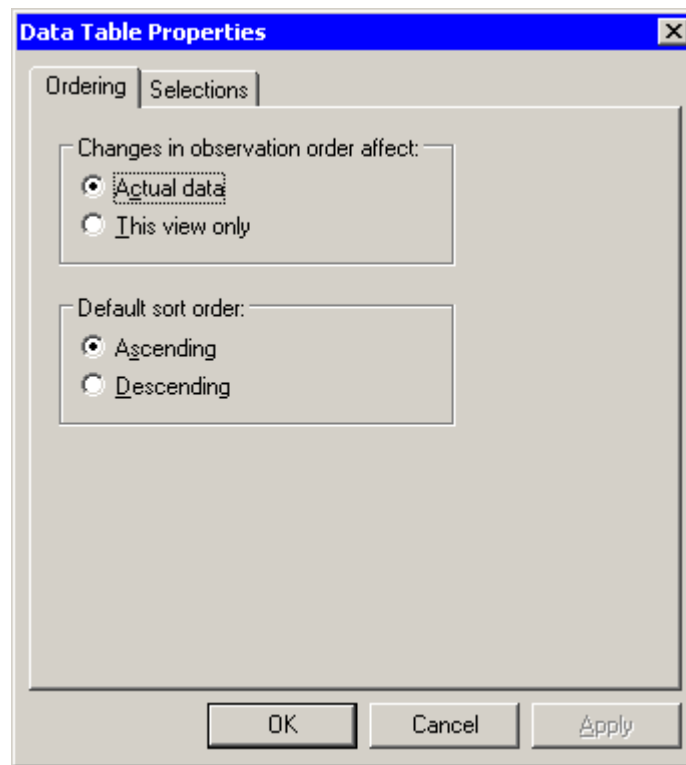 Data Table Properties
Ordering
Selections
Changes in observation order affect:
Actual data
This view only
Default sort order:
Ascending
Descending
OK
Cancel
Apply